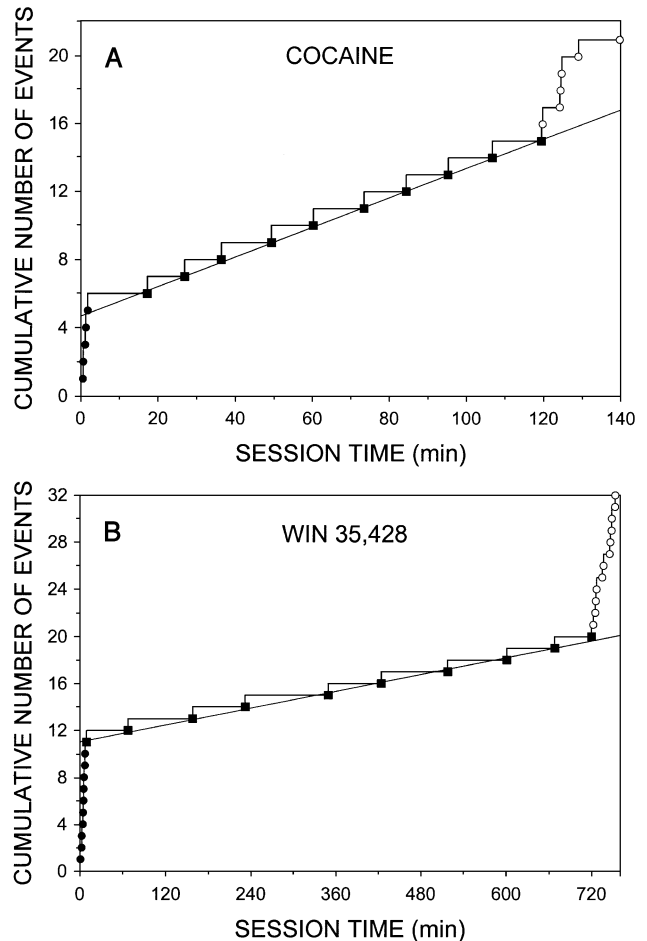 A
COCAINE
CUMULATIVE NUMBER OF EVENTS
20
16
12
8
4
0
0 20 40 60 80 100 120 140
SESSION TIME (min)
B
WIN 35,428
CUMULATIVE NUMBER OF EVENTS
32
28
24
20
16
12
8
4
0
0 120 240 360 480 600 720
SESSION TIME (min)